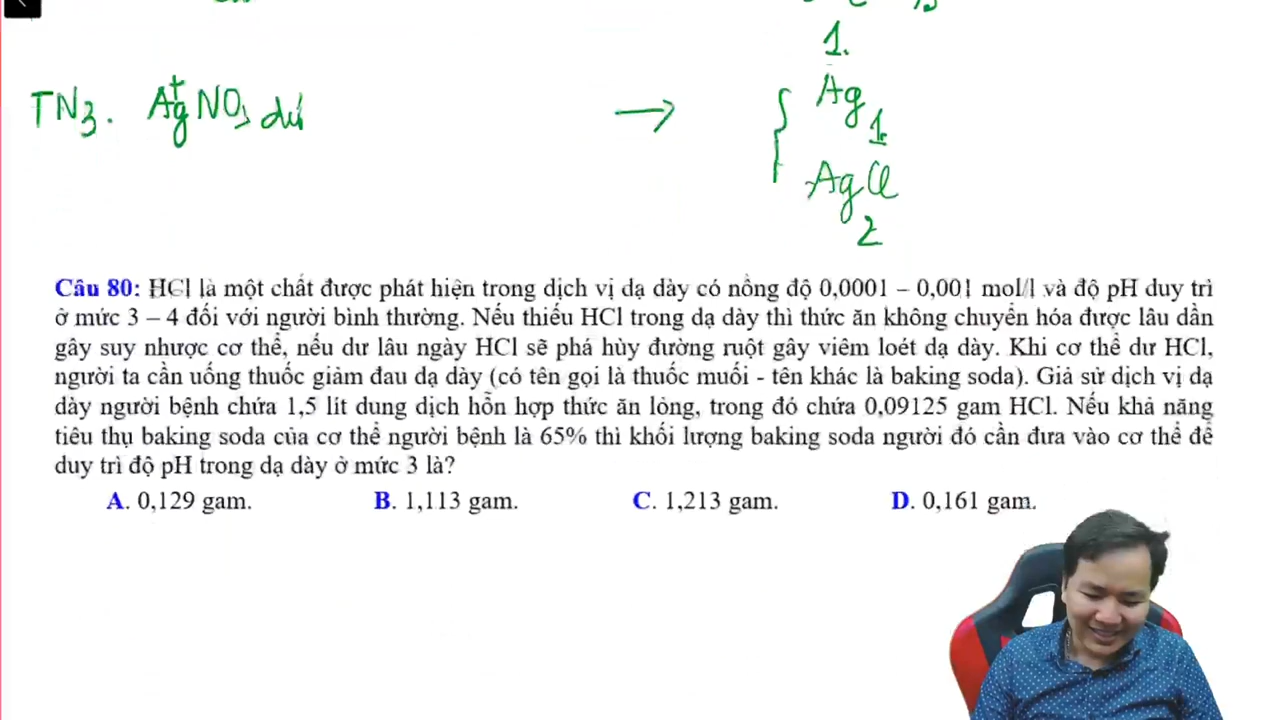 1.
TN3. Ag⁺NO3 dư → { Ag
1.
AgCl
2
Câu 80: HCl là một chất được phát hiện trong dịch vị dạ dày có nồng độ 0,0001 – 0,001 mol/l và độ pH duy trì
ở mức 3 – 4 đối với người bình thường. Nếu thiếu HCl trong dạ dày thì thức ăn không chuyển hóa được lâu dần
gây suy nhược cơ thể, nếu dư lâu ngày HCl sẽ phá hủy đường ruột gây viêm loét dạ dày. Khi cơ thể dư HCl,
người ta cần uống thuốc giảm đau dạ dày (có tên gọi là thuốc muối - tên khác là baking soda). Giả sử dịch vị dạ
dày người bệnh chứa 1,5 lít dung dịch hỗn hợp thức ăn lỏng, trong đó chứa 0,09125 gam HCl. Nếu khả năng
tiêu thụ baking soda của cơ thể người bệnh là 65% thì khối lượng baking soda người đó cần đưa vào cơ thể để
duy trì độ pH trong dạ dày ở mức 3 là?
A. 0,129 gam. B. 1,113 gam. C. 1,213 gam. D. 0,161 gam.